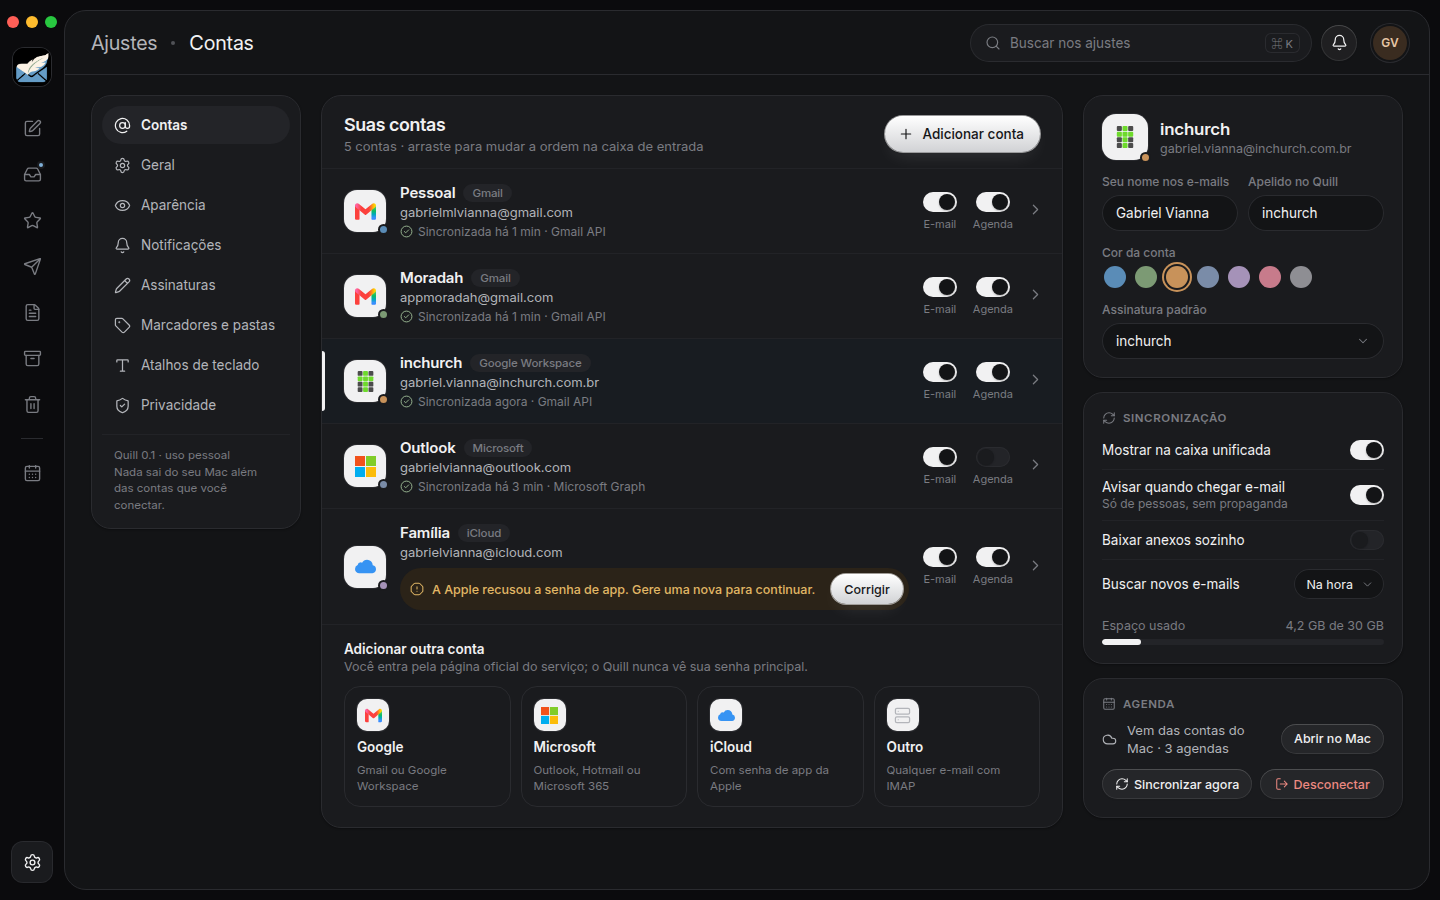 Ajustes · Contas
Buscar nos ajustes
⌘ K
GV
Contas
Geral
Aparência
Notificações
Assinaturas
Marcadores e pastas
Atalhos de teclado
Privacidade
Quill 0.1 · uso pessoal
Nada sai do seu Mac além
das contas que você
conectar.
Suas contas
5 contas · arraste para mudar a ordem na caixa de entrada
Adicionar conta
Pessoal Gmail
gabrielmlvianna@gmail.com
Sincronizada há 1 min · Gmail API
E-mail Agenda
Moradah Gmail
appmoradah@gmail.com
Sincronizada há 1 min · Gmail API
E-mail Agenda
inchurch Google Workspace
gabriel.vianna@inchurch.com.br
Sincronizada agora · Gmail API
E-mail Agenda
Outlook Microsoft
gabrielvianna@outlook.com
Sincronizada há 3 min · Microsoft Graph
E-mail Agenda
Família iCloud
gabrielvianna@icloud.com
A Apple recusou a senha de app. Gere uma nova para continuar.
Corrigir
E-mail Agenda
Adicionar outra conta
Você entra pela página oficial do serviço; o Quill nunca vê sua senha principal.
Google
Gmail ou Google
Workspace
Microsoft
Outlook, Hotmail ou
Microsoft 365
iCloud
Com senha de app da
Apple
Outro
Qualquer e-mail com
IMAP
inchurch
gabriel.vianna@inchurch.com.br
Seu nome nos e-mails
Gabriel Vianna
Apelido no Quill
inchurch
Cor da conta
Assinatura padrão
inchurch
SINCRONIZAÇÃO
Mostrar na caixa unificada
Avisar quando chegar e-mail
Só de pessoas, sem propaganda
Baixar anexos sozinho
Buscar novos e-mails
Na hora
Espaço usado
4,2 GB de 30 GB
AGENDA
Vem das contas do
Mac · 3 agendas
Abrir no Mac
Sincronizar agora
Desconectar